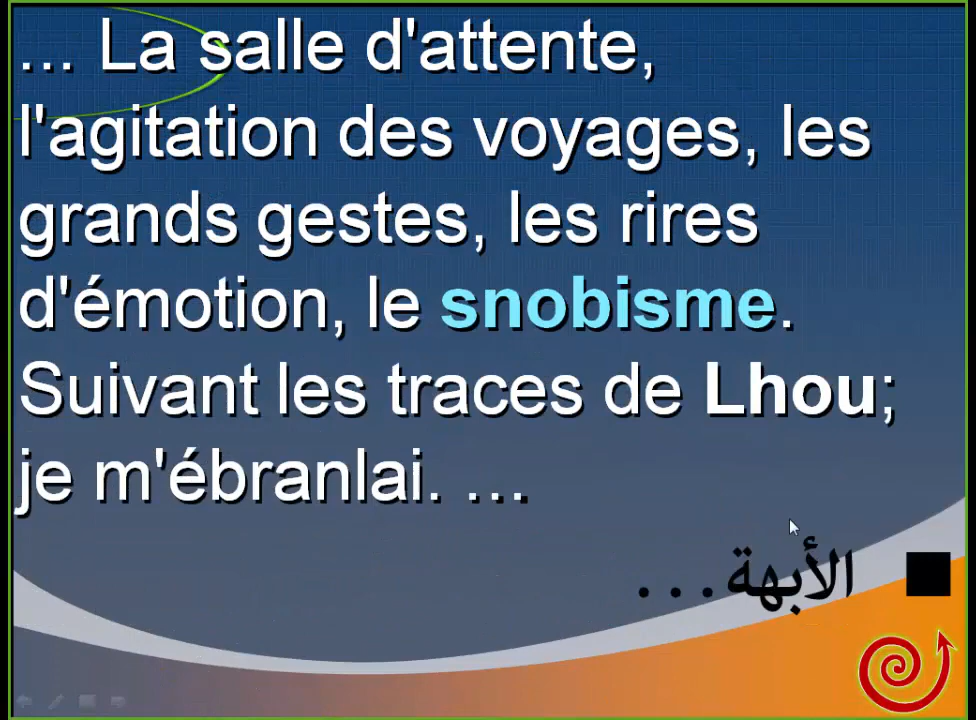 ... La salle d'attente,
l'agitation des voyages, les
grands gestes, les rires
d'émotion, le snobisme.
Suivant les traces de Lhou;
je m'ébranlai. ...
الأبهة...